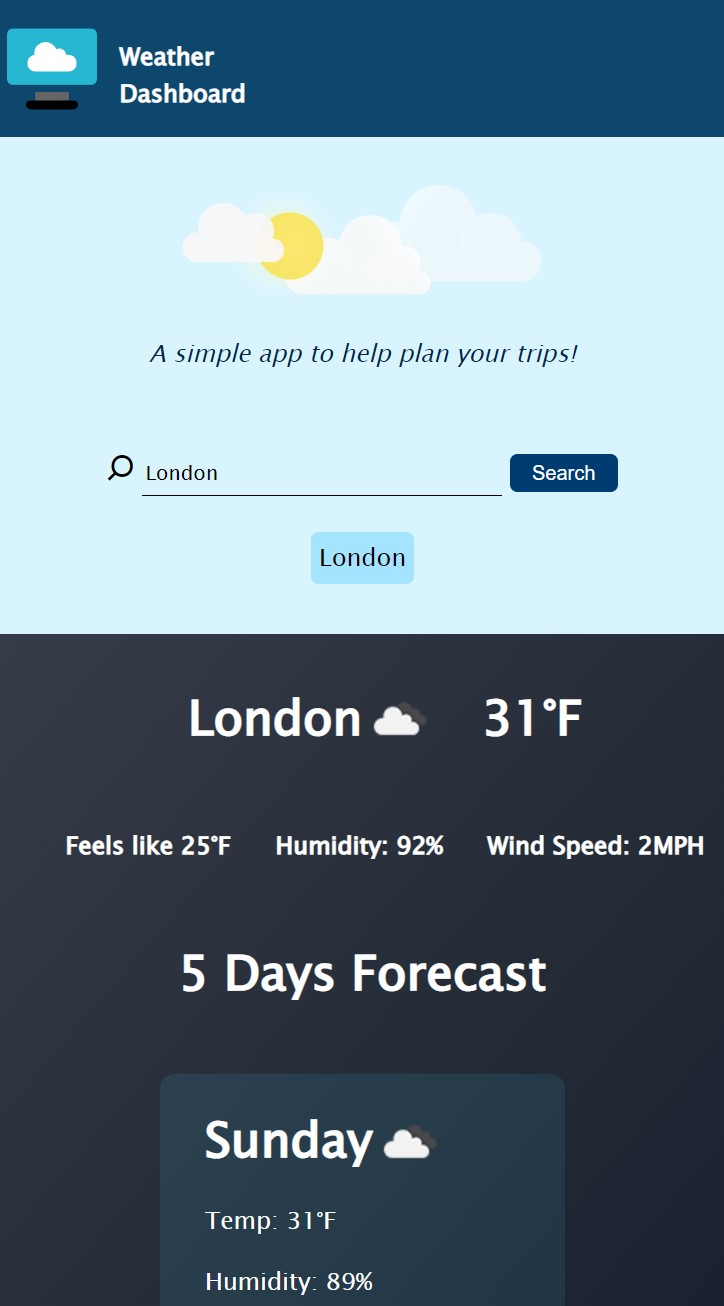 Weather
Dashboard
A simple app to help plan your trips!
London
Search
London
London 31°F
Feels like 25°F Humidity: 92% Wind Speed: 2MPH
5 Days Forecast
Sunday
Temp: 31°F
Humidity: 89%